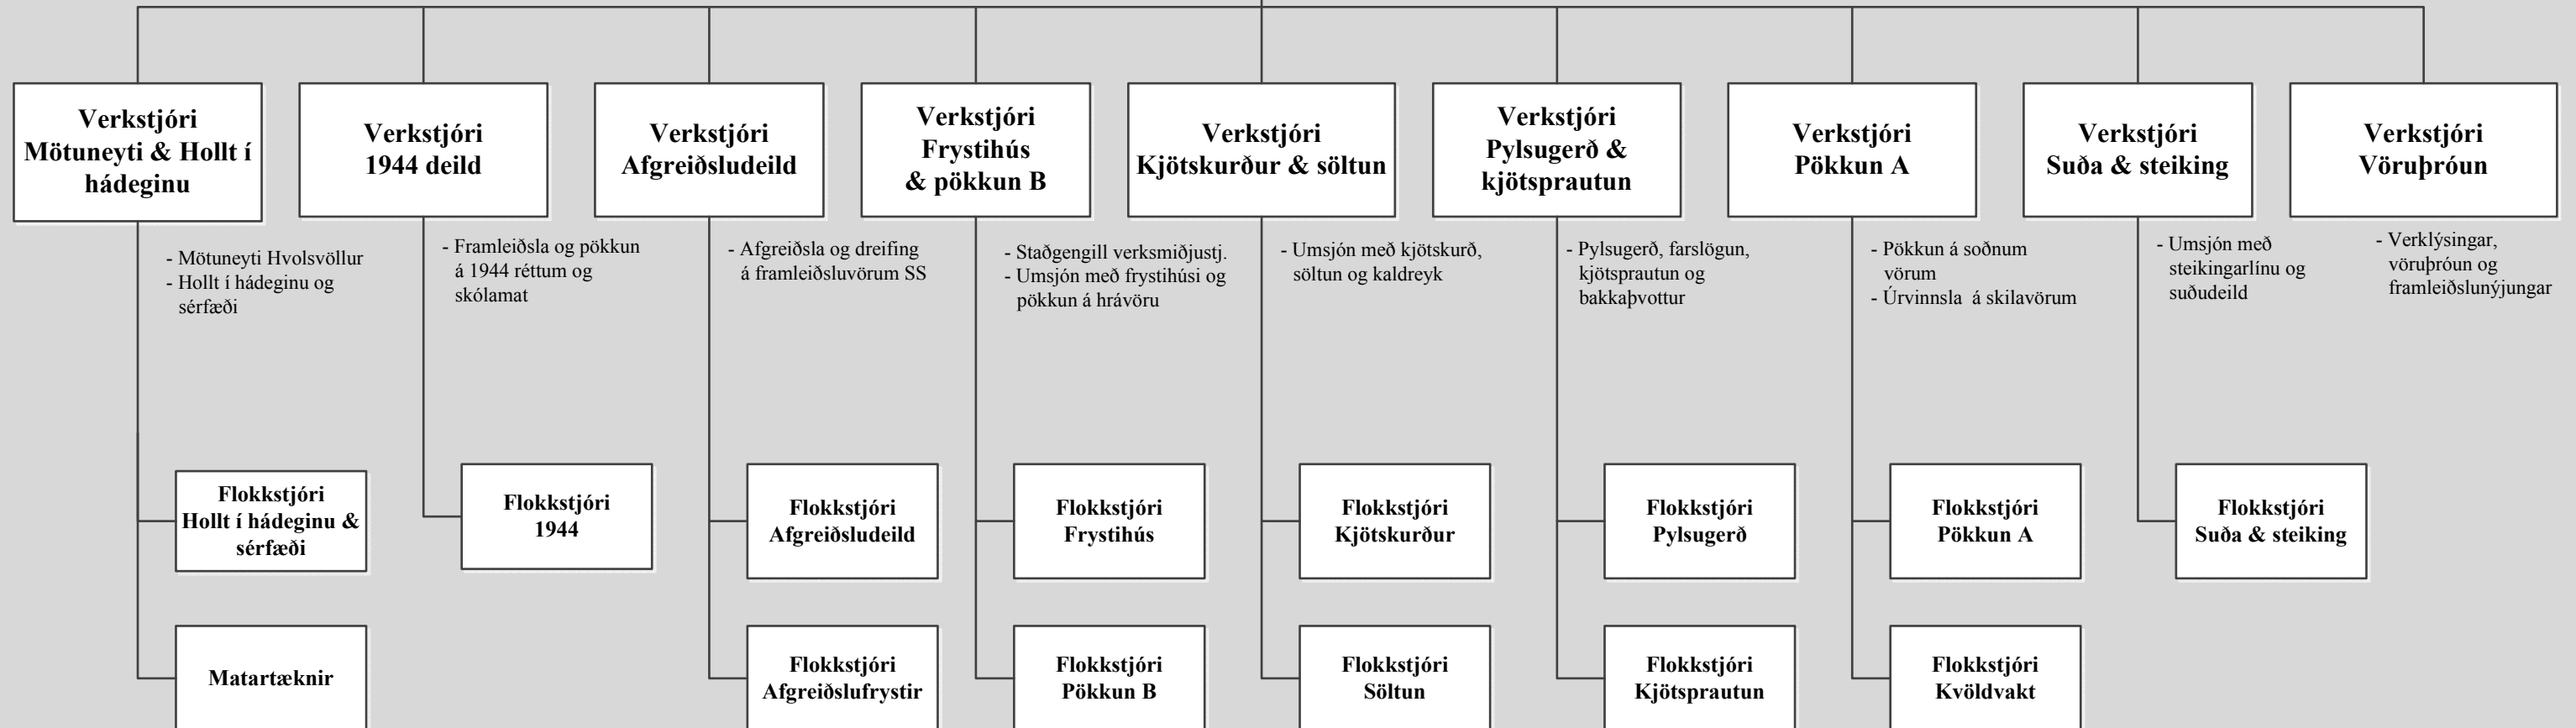 Verkstjóri
Mötuneyti & Hollt í
hádeginu
Verkstjóri
1944 deild
Verkstjóri
Afgreiðsludeild
Verkstjóri
Frystihús
& pökkun B
Verkstjóri
Kjötskurður & söltun
Verkstjóri
Pylsugerð &
kjötsprautun
Verkstjóri
Pökkun A
Verkstjóri
Suða & steiking
Verkstjóri
Vöruþróun
- Mötuneyti Hvolsvöllur
- Hollt í hádeginu og
sérfæði
- Framleiðsla og pökkun
á 1944 réttum og
skólamat
- Afgreiðsla og dreifing
á framleiðsluvörum SS
- Staðgengill verksmiðjustj.
- Umsjón með frystihúsi og
pökkun á hrávöru
- Umsjón með kjötskurð,
söltun og kaldreyk
- Pylsugerð, farslögun,
kjötsprautun og
bakkaþvottur
- Pökkun á soðnum
vörum
- Úrvinnsla á skilavörum
- Umsjón með
steikingarlínu og
suðudeild
- Verklýsingar,
vöruþróun og
framleiðslunýjungar
Flokkstjóri
Hollt í hádeginu &
sérfæði
Flokkstjóri
1944
Flokkstjóri
Afgreiðsludeild
Flokkstjóri
Frystihús
Flokkstjóri
Kjötskurður
Flokkstjóri
Pylsugerð
Flokkstjóri
Pökkun A
Flokkstjóri
Suða & steiking
Matartæknir
Flokkstjóri
Afgreiðslufrystir
Flokkstjóri
Pökkun B
Flokkstjóri
Söltun
Flokkstjóri
Kjötsprautun
Flokkstjóri
Kvöldvakt